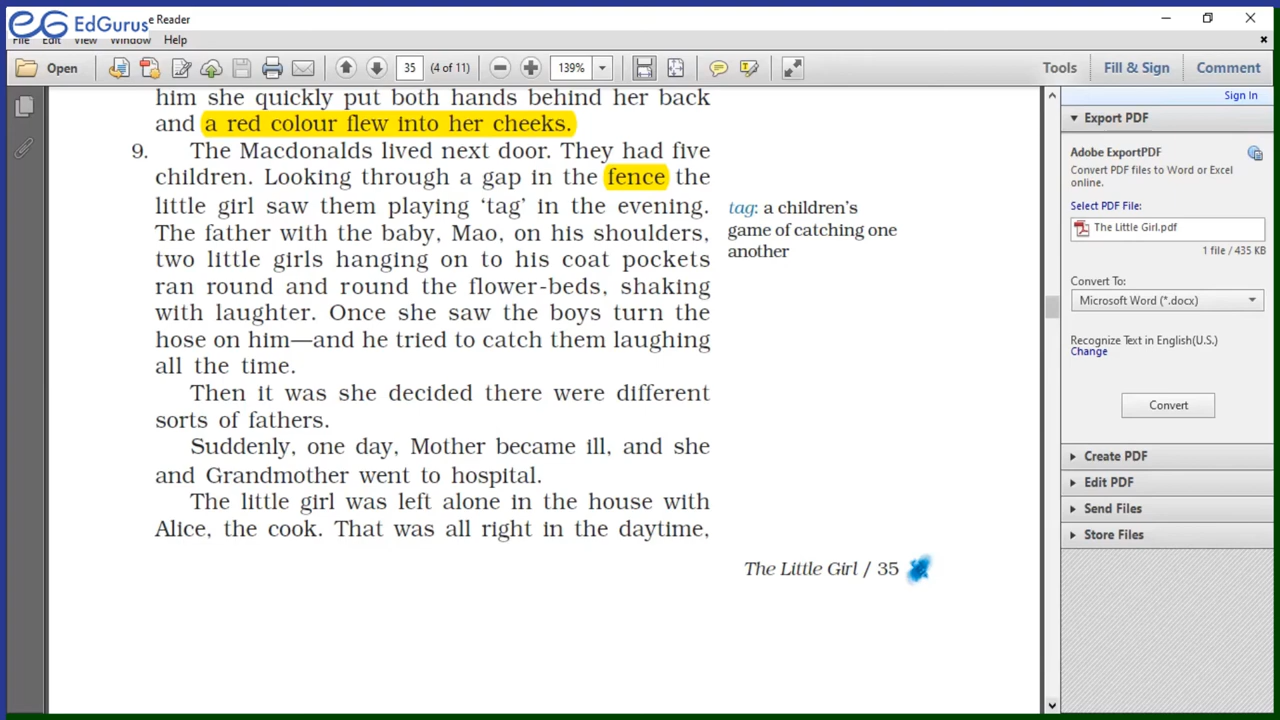 EdGurus
e Reader
File Edit View Window Help
Open
35
(4 of 11)
139%
Tools
Fill & Sign
Comment
him she quickly put both hands behind her back
and a red colour flew into her cheeks.
9. The Macdonalds lived next door. They had five
children. Looking through a gap in the fence the
little girl saw them playing ‘tag’ in the evening.
The father with the baby, Mao, on his shoulders,
two little girls hanging on to his coat pockets
ran round and round the flower-beds, shaking
with laughter. Once she saw the boys turn the
hose on him—and he tried to catch them laughing
all the time.
Then it was she decided there were different
sorts of fathers.
Suddenly, one day, Mother became ill, and she
and Grandmother went to hospital.
The little girl was left alone in the house with
Alice, the cook. That was all right in the daytime,
tag: a children’s
game of catching one
another
The Little Girl / 35
Sign In
Export PDF
Adobe ExportPDF
Convert PDF files to Word or Excel
online.
Select PDF File:
The Little Girl.pdf
1 file / 435 KB
Convert To:
Microsoft Word (*.docx)
Recognize Text in English(U.S.)
Change
Convert
Create PDF
Edit PDF
Send Files
Store Files